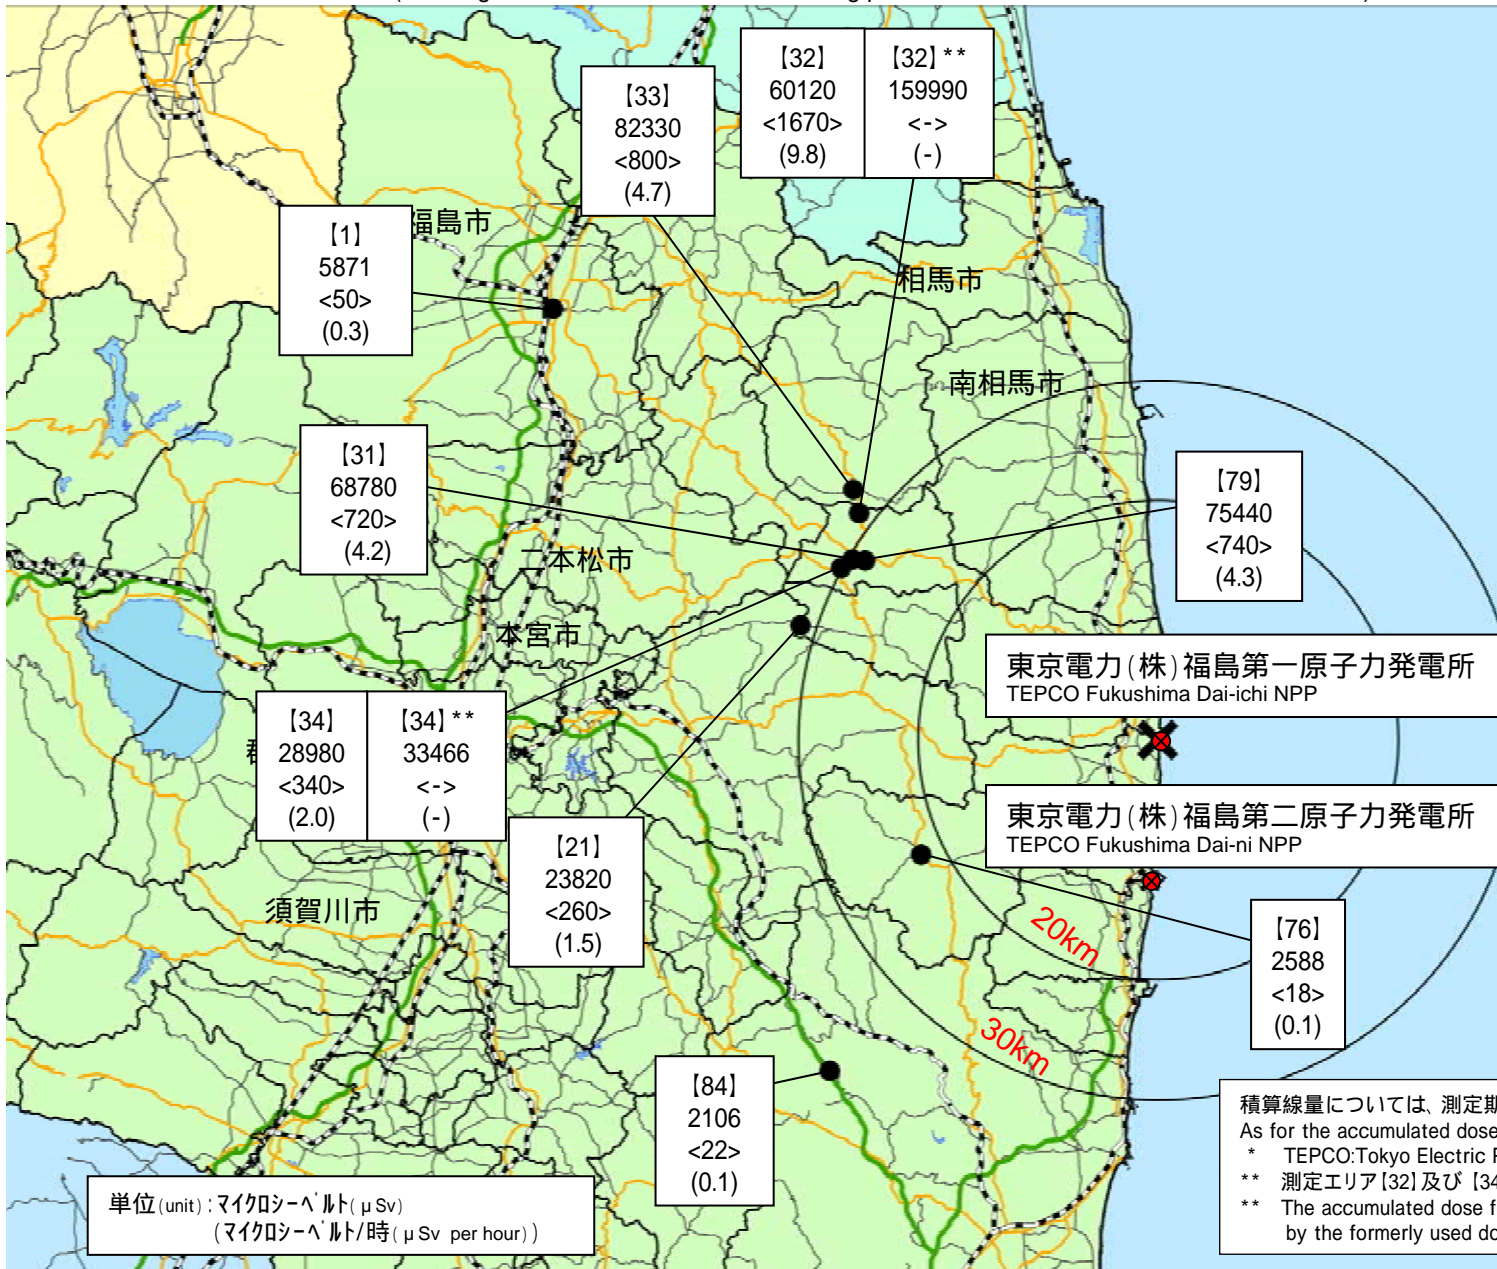 【32】
60120
<1670>
(9.8)
【32】**
159990
<->
(-)
【33】
82330
<800>
(4.7)
【1】
5871
<50>
(0.3)
福島市
相馬市
南相馬市
【31】
68780
<720>
(4.2)
【79】
75440
<740>
(4.3)
二本松市
本宮市
東京電力(株)福島第一原子力発電所
TEPCO Fukushima Dai-ichi NPP
【34】
28980
<340>
(2.0)
【34】**
33466
<->
(-)
東京電力(株)福島第二原子力発電所
TEPCO Fukushima Dai-ni NPP
【21】
23820
<260>
(1.5)
須賀川市
20km
【76】
2588
<18>
(0.1)
30km
【84】
2106
<22>
(0.1)
積算線量については、測定期
As for the accumulated dose
* TEPCO:Tokyo Electric P
** 測定エリア【32】及び【34
** The accumulated dose f
by the formerly used do
単位(unit):マイクロシーベルト(μSv)
(マイクロシーベルト/時(μSv per hour))